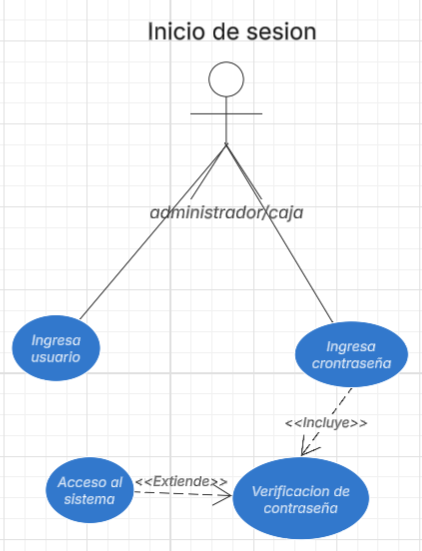 Inicio de sesion
administrador/caja
Ingresa
usuario
Ingresa
crontraseña
<<Incluye>>
Acceso al
sistema
<<Extiende>>
Verificacion de
contraseña